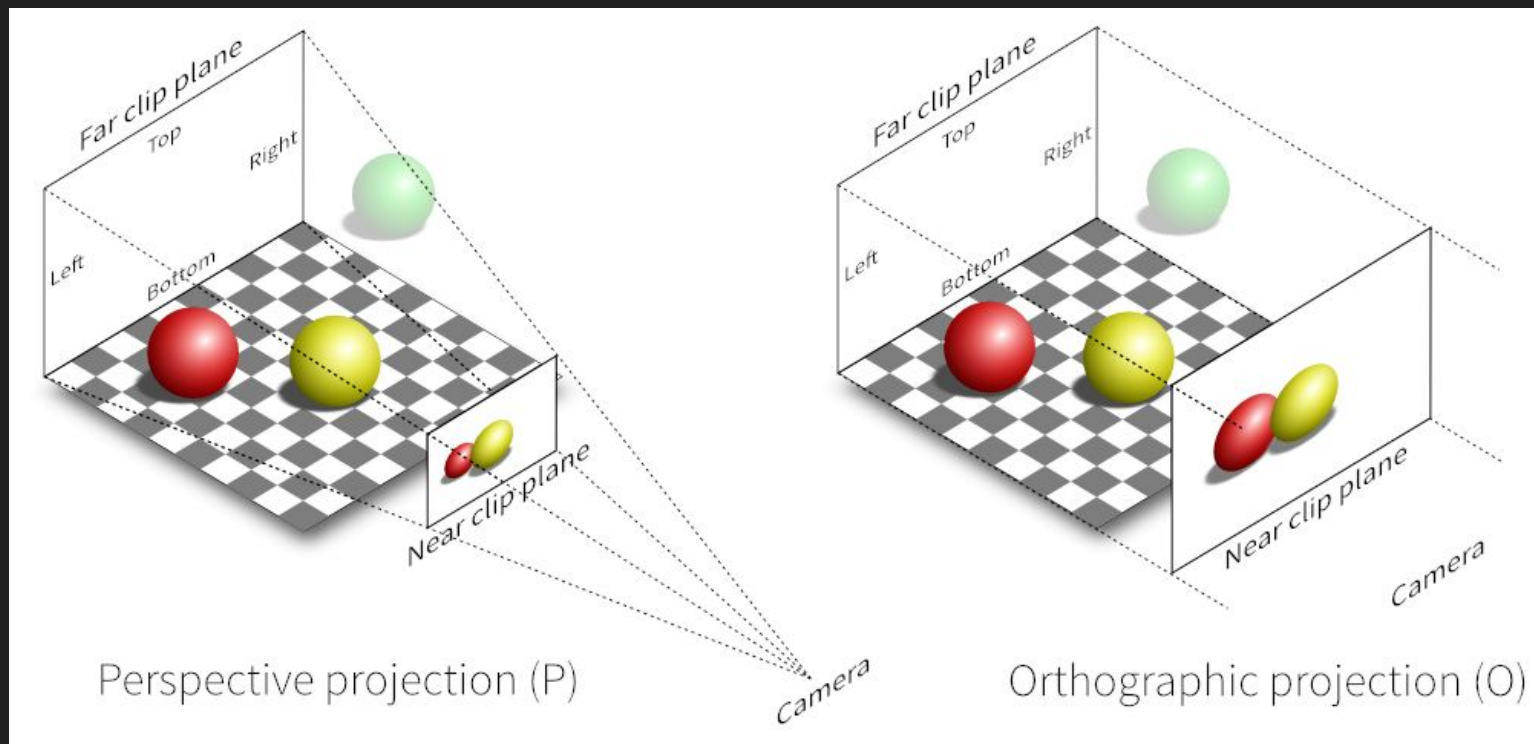 Far clip plane
Top
Right
Left
Bottom
Near clip plane
Camera
Perspective projection (P)
Far clip plane
Top
Right
Left
Bottom
Near clip plane
Camera
Orthographic projection (O)